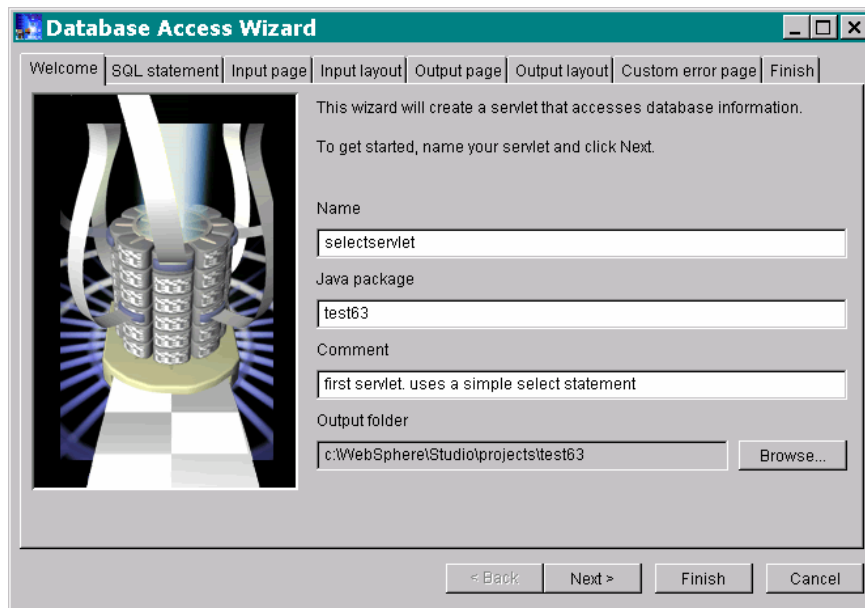 Database Access Wizard
Welcome SQL statement Input page Input layout Output page Output layout Custom error page Finish
This wizard will create a servlet that accesses database information.
To get started, name your servlet and click Next.
Name
selectservlet
Java package
test63
Comment
first servlet. uses a simple select statement
Output folder
c:\WebSphere\Studio\projects\test63 Browse...
< Back Next > Finish Cancel